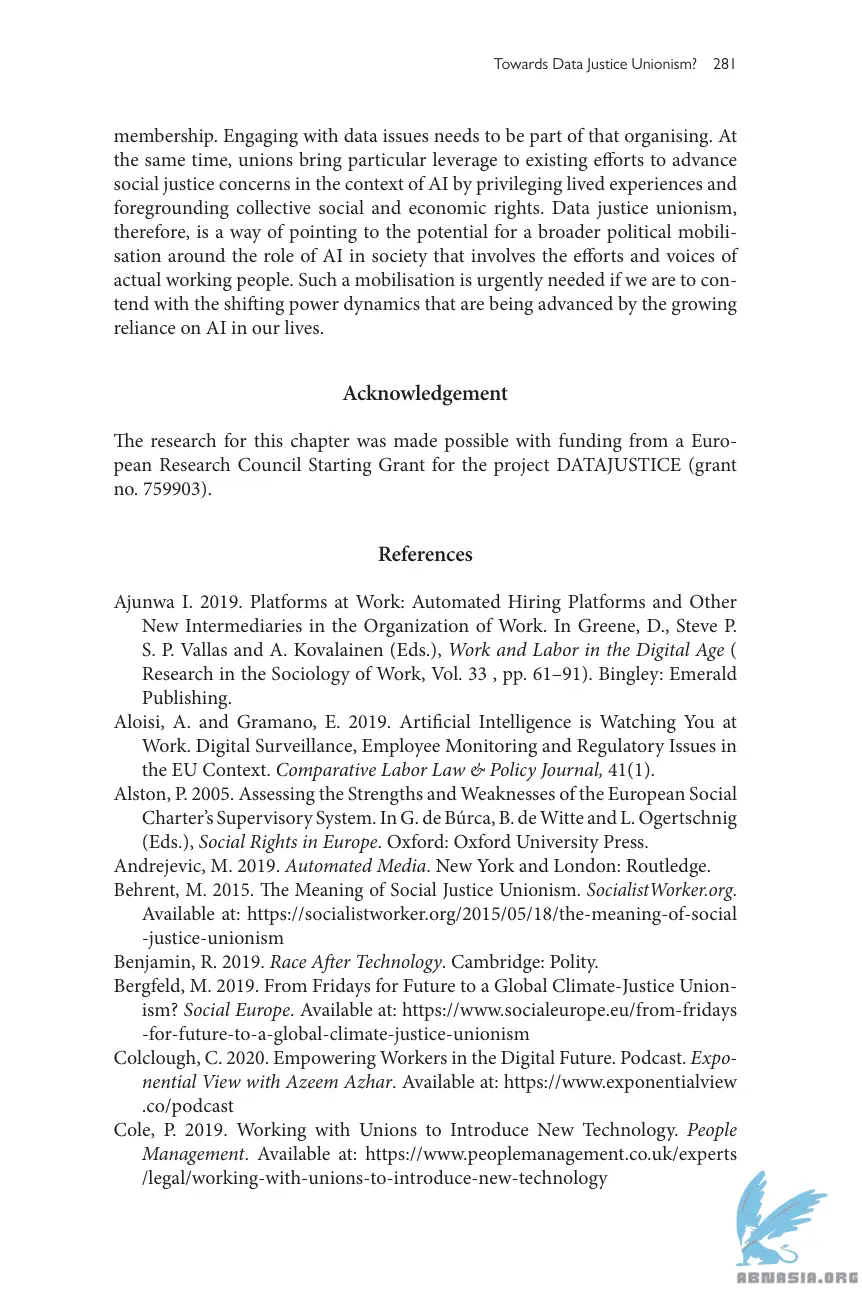 Towards Data Justice Unionism? 281
membership. Engaging with data issues needs to be part of that organising. At
the same time, unions bring particular leverage to existing efforts to advance
social justice concerns in the context of AI by privileging lived experiences and
foregrounding collective social and economic rights. Data justice unionism,
therefore, is a way of pointing to the potential for a broader political mobili-
sation around the role of AI in society that involves the efforts and voices of
actual working people. Such a mobilisation is urgently needed if we are to con-
tend with the shifting power dynamics that are being advanced by the growing
reliance on AI in our lives.
Acknowledgement
The research for this chapter was made possible with funding from a Euro-
pean Research Council Starting Grant for the project DATAJUSTICE (grant
no. 759903).
References
Ajunwa I. 2019. Platforms at Work: Automated Hiring Platforms and Other
New Intermediaries in the Organization of Work. In Greene, D., Steve P.
S. P. Vallas and A. Kovalainen (Eds.), Work and Labor in the Digital Age (
Research in the Sociology of Work, Vol. 33 , pp. 61–91). Bingley: Emerald
Publishing.
Aloisi, A. and Gramano, E. 2019. Artificial Intelligence is Watching You at
Work. Digital Surveillance, Employee Monitoring and Regulatory Issues in
the EU Context. Comparative Labor Law & Policy Journal, 41(1).
Alston, P. 2005. Assessing the Strengths and Weaknesses of the European Social
Charter’s Supervisory System. In G. de Búrca, B. de Witte and L. Ogertschnig
(Eds.), Social Rights in Europe. Oxford: Oxford University Press.
Andrejevic, M. 2019. Automated Media. New York and London: Routledge.
Behrent, M. 2015. The Meaning of Social Justice Unionism. SocialistWorker.org.
Available at: https://socialistworker.org/2015/05/18/the-meaning-of-social
-justice-unionism
Benjamin, R. 2019. Race After Technology. Cambridge: Polity.
Bergfeld, M. 2019. From Fridays for Future to a Global Climate-Justice Union-
ism? Social Europe. Available at: https://www.socialeurope.eu/from-fridays
-for-future-to-a-global-climate-justice-unionism
Colclough, C. 2020. Empowering Workers in the Digital Future. Podcast. Expo-
nential View with Azeem Azhar. Available at: https://www.exponentialview
.co/podcast
Cole, P. 2019. Working with Unions to Introduce New Technology. People
Management. Available at: https://www.peoplemanagement.co.uk/experts
/legal/working-with-unions-to-introduce-new-technology
ABNASIA.ORG